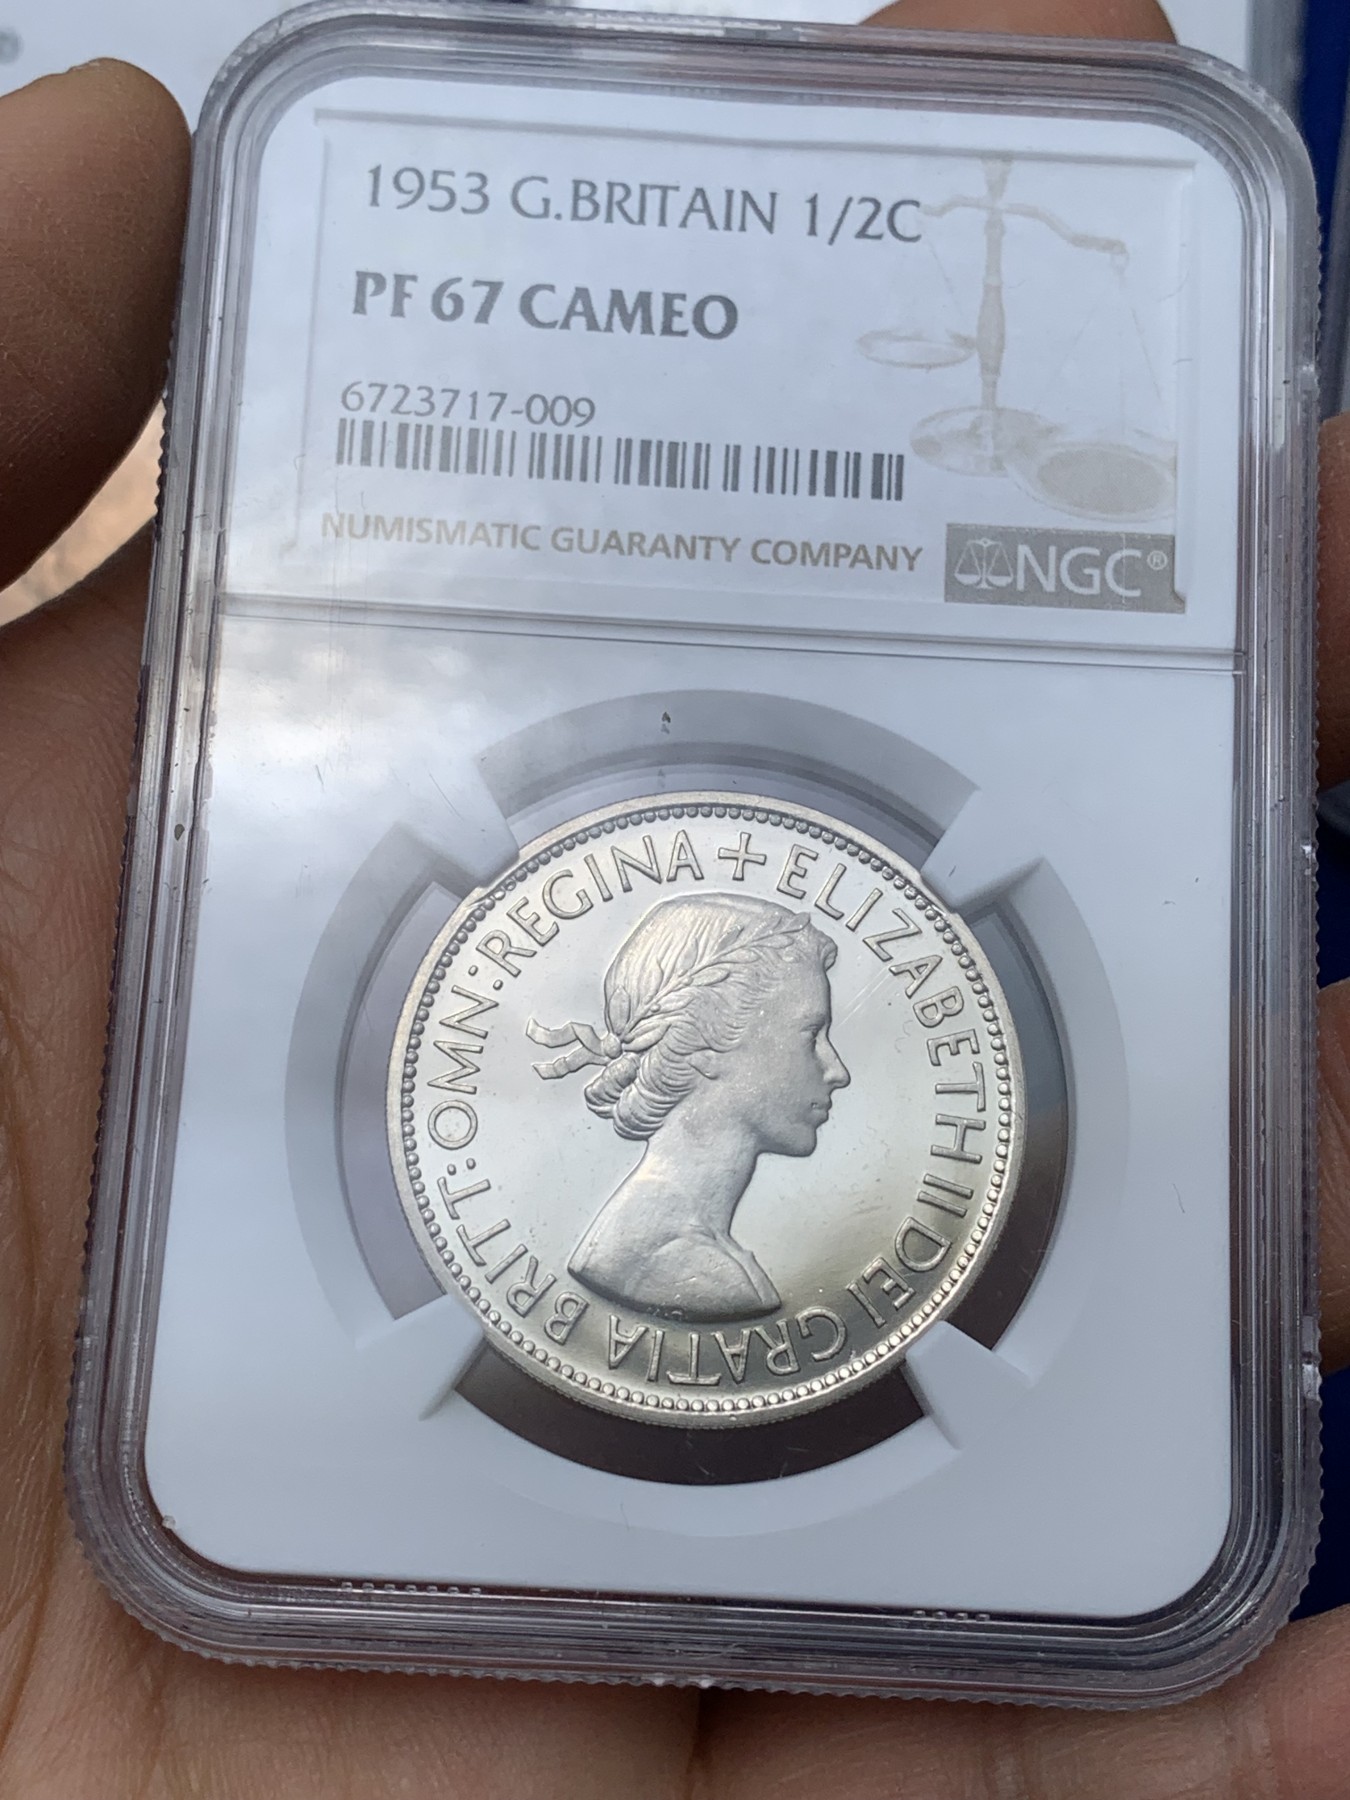 1953 G.BRITAIN 1/2C
PF 67 CAMEO
6723717-009
NUMISMATIC GUARANTY COMPANY
NGC®
+ ELIZABETH II DEI GRATIA BRITT:OMN:REGINA